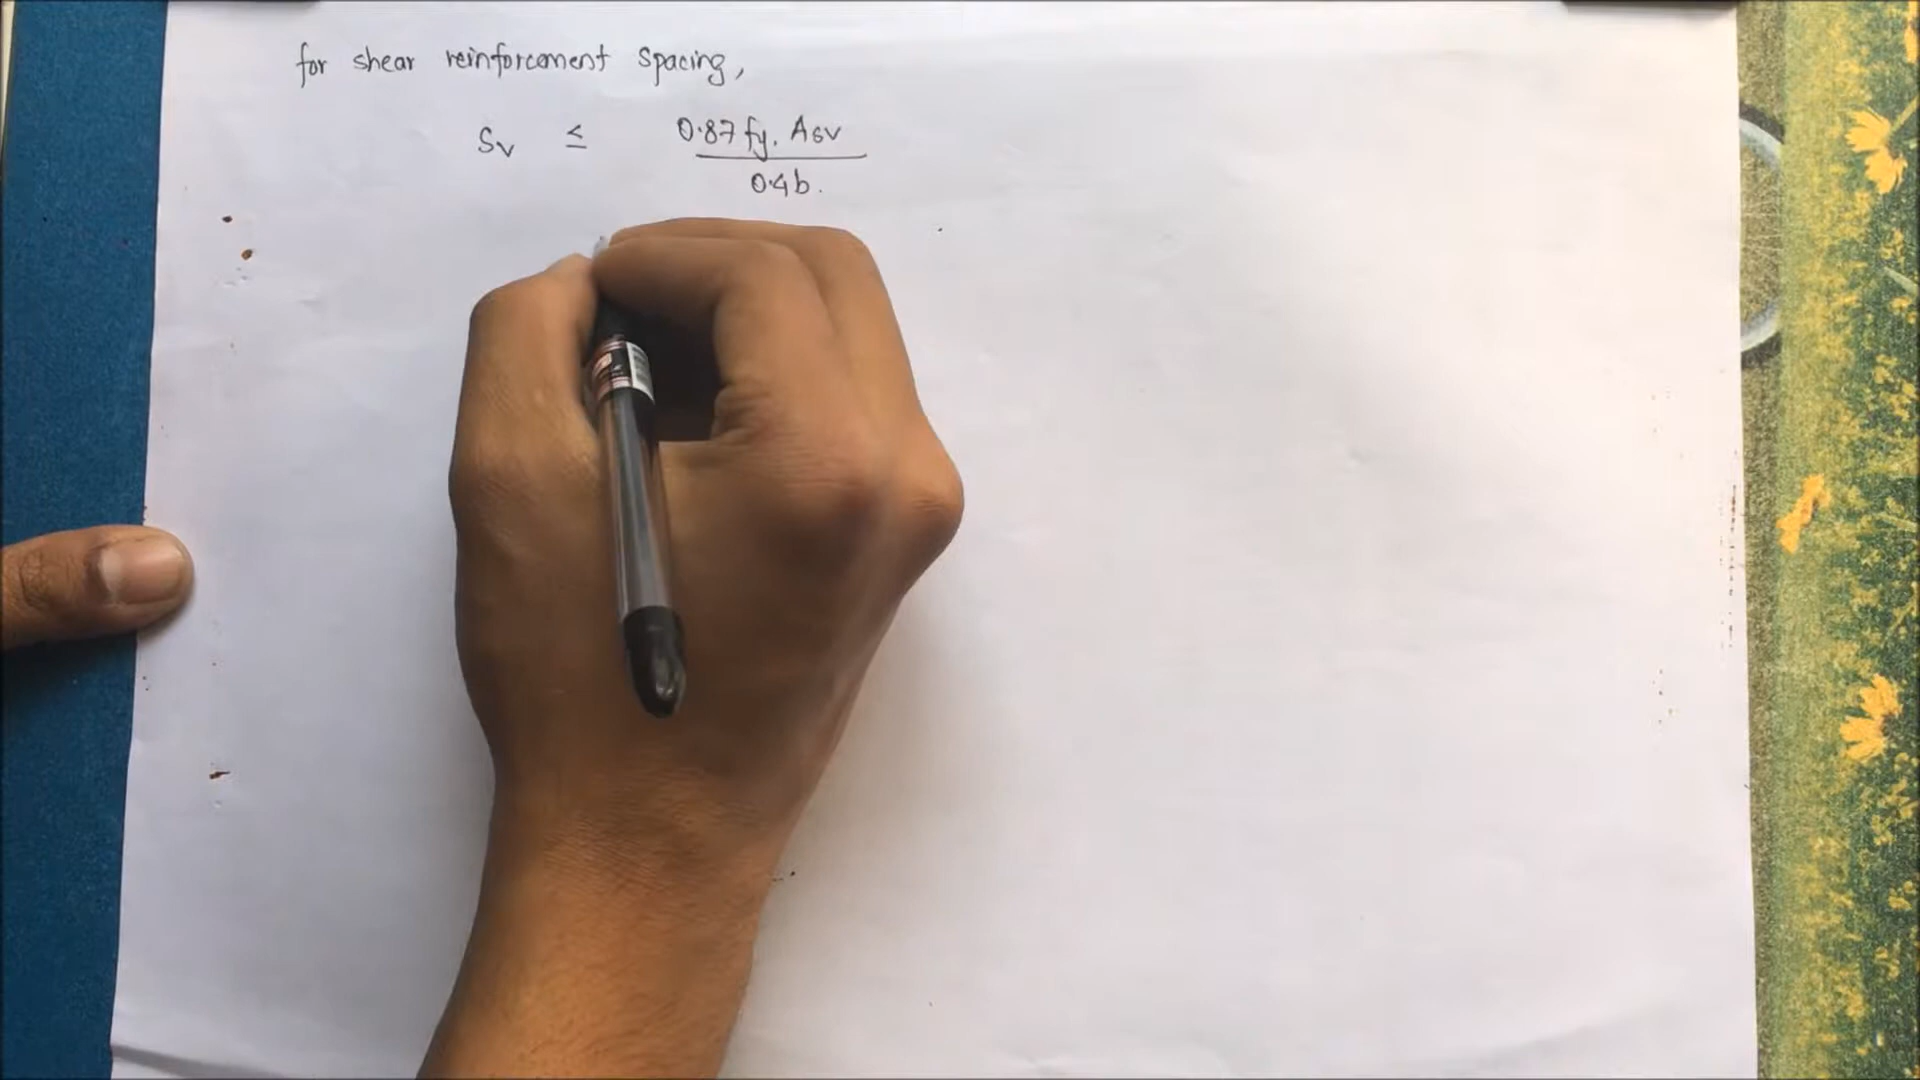 for shear reinforcement spacing,
Sv ≤ 0.87 fy. Asv
0.4b.